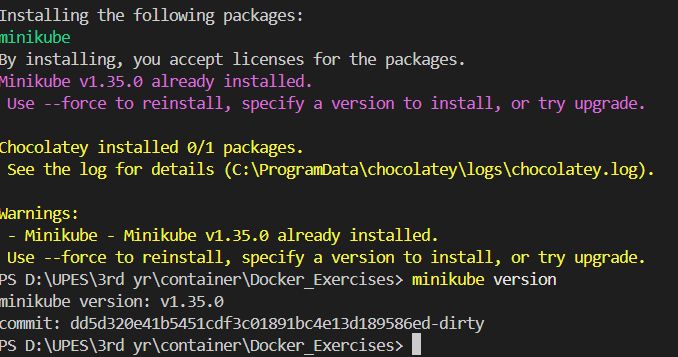 Installing the following packages:
minikube
By installing, you accept licenses for the packages.
Minikube v1.35.0 already installed.
 Use --force to reinstall, specify a version to install, or try upgrade.

Chocolatey installed 0/1 packages.
 See the log for details (C:\ProgramData\chocolatey\logs\chocolatey.log).

Warnings:
 - Minikube - Minikube v1.35.0 already installed.
 Use --force to reinstall, specify a version to install, or try upgrade.
PS D:\UPES\3rd yr\container\Docker_Exercises> minikube version
minikube version: v1.35.0
commit: dd5d320e41b5451cdf3c01891bc4e13d189586ed-dirty
PS D:\UPES\3rd yr\container\Docker_Exercises>